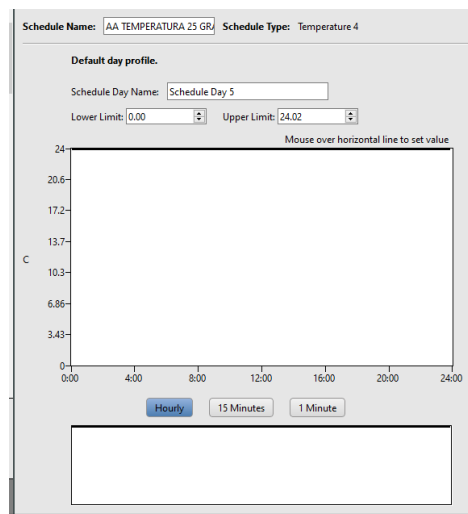 Schedule Name: AA TEMPERATURA 25 GRA Schedule Type: Temperature 4
Default day profile.
Schedule Day Name: Schedule Day 5
Lower Limit: 0.00 Upper Limit: 24.02
Mouse over horizontal line to set value
24
20.6
17.2
13.7
C
10.3
6.86
3.43
0
0:00 4:00 8:00 12:00 16:00 20:00 24:00
Hourly 15 Minutes 1 Minute